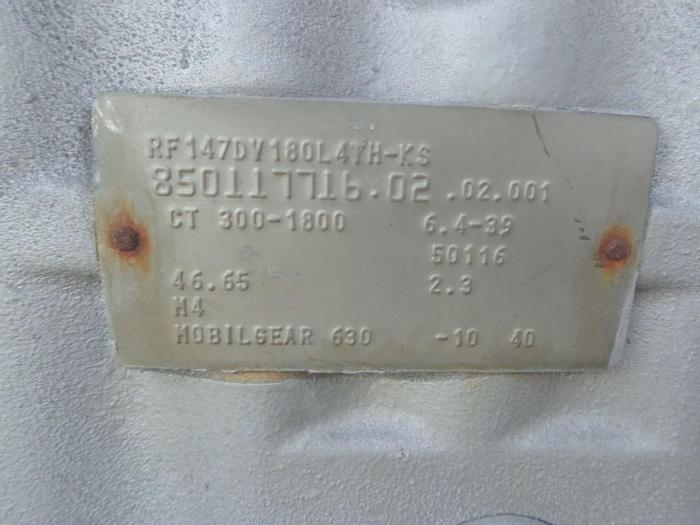 RF147DV180L4YH-KS
850117716.02 .02.001
CT 300-1800 6.4-39
50116
46.65 2.3
M4
MOBILGEAR 630 -10 40